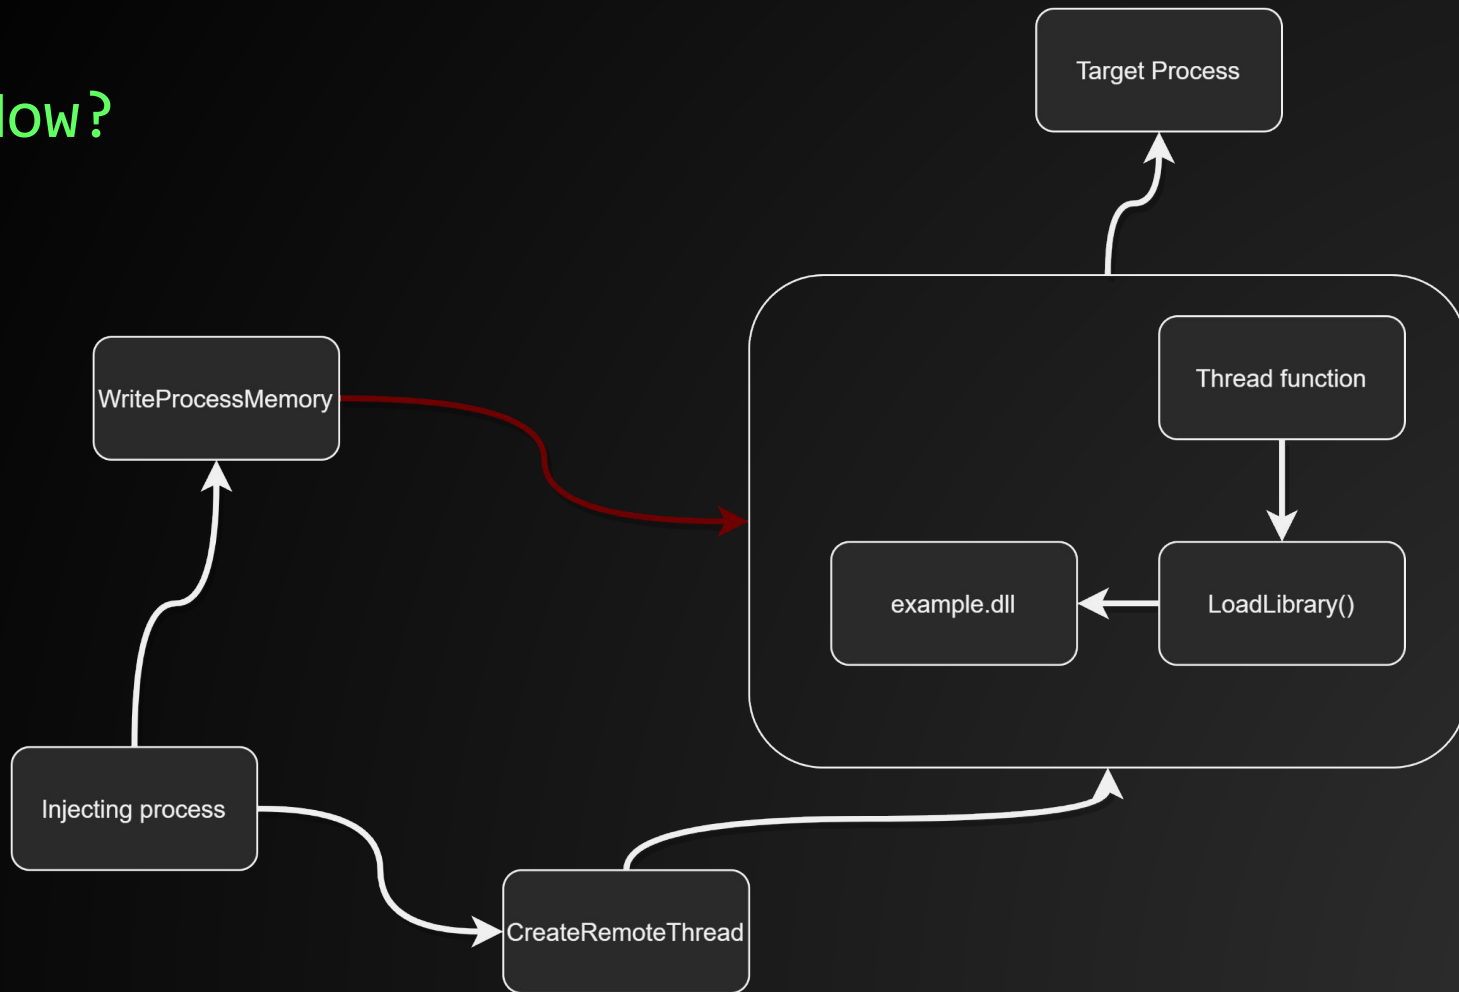 low?
Target Process
Thread function
WriteProcessMemory
example.dll
LoadLibrary()
Injecting process
CreateRemoteThread